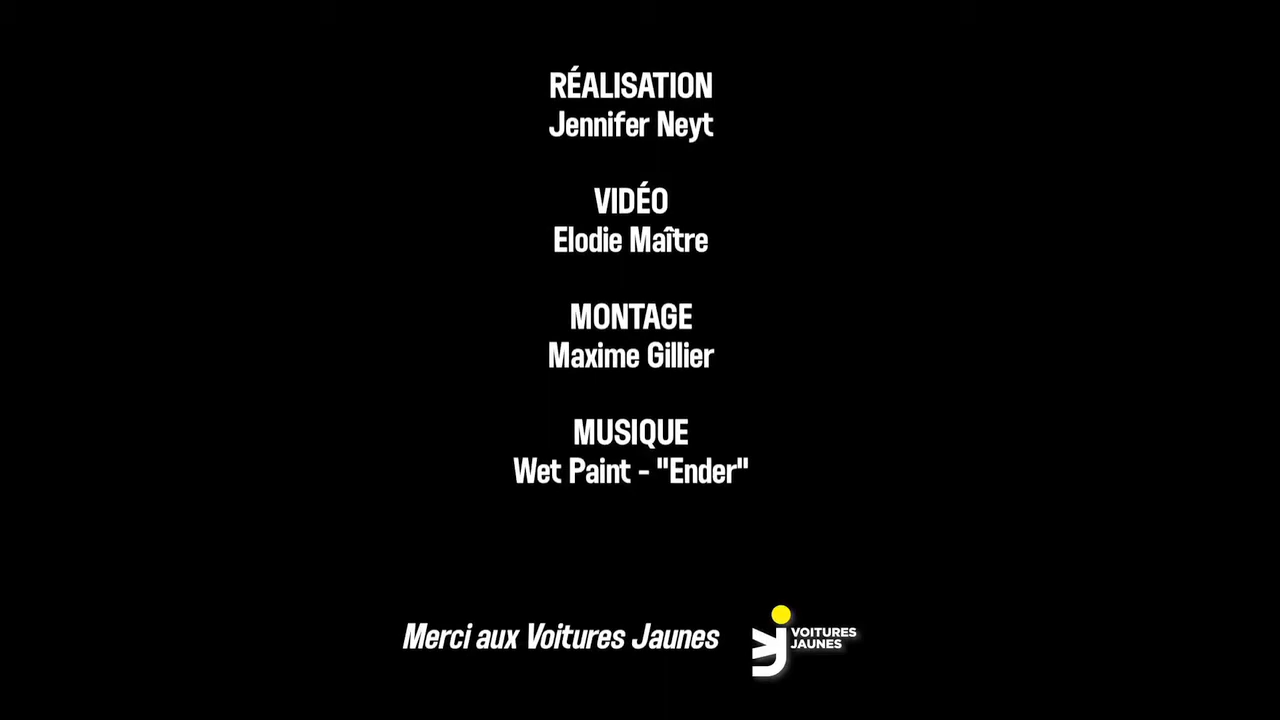 RÉALISATION
Jennifer Neyt
VIDÉO
Elodie Maître
MONTAGE
Maxime Gillier
MUSIQUE
Wet Paint - "Ender"
Merci aux Voitures Jaunes
VOITURES
JAUNES